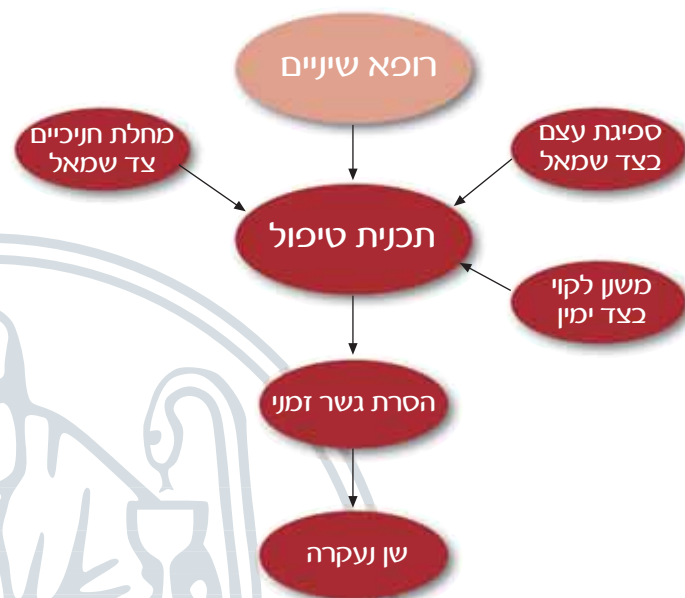 רופא שיניים
ספיגת עצם
בצד שמאל
מחלת חניכיים
צד שמאל
תכנית טיפול
משנן לקוי
בצד ימין
הסרת גשר זמני
שן נעקרה